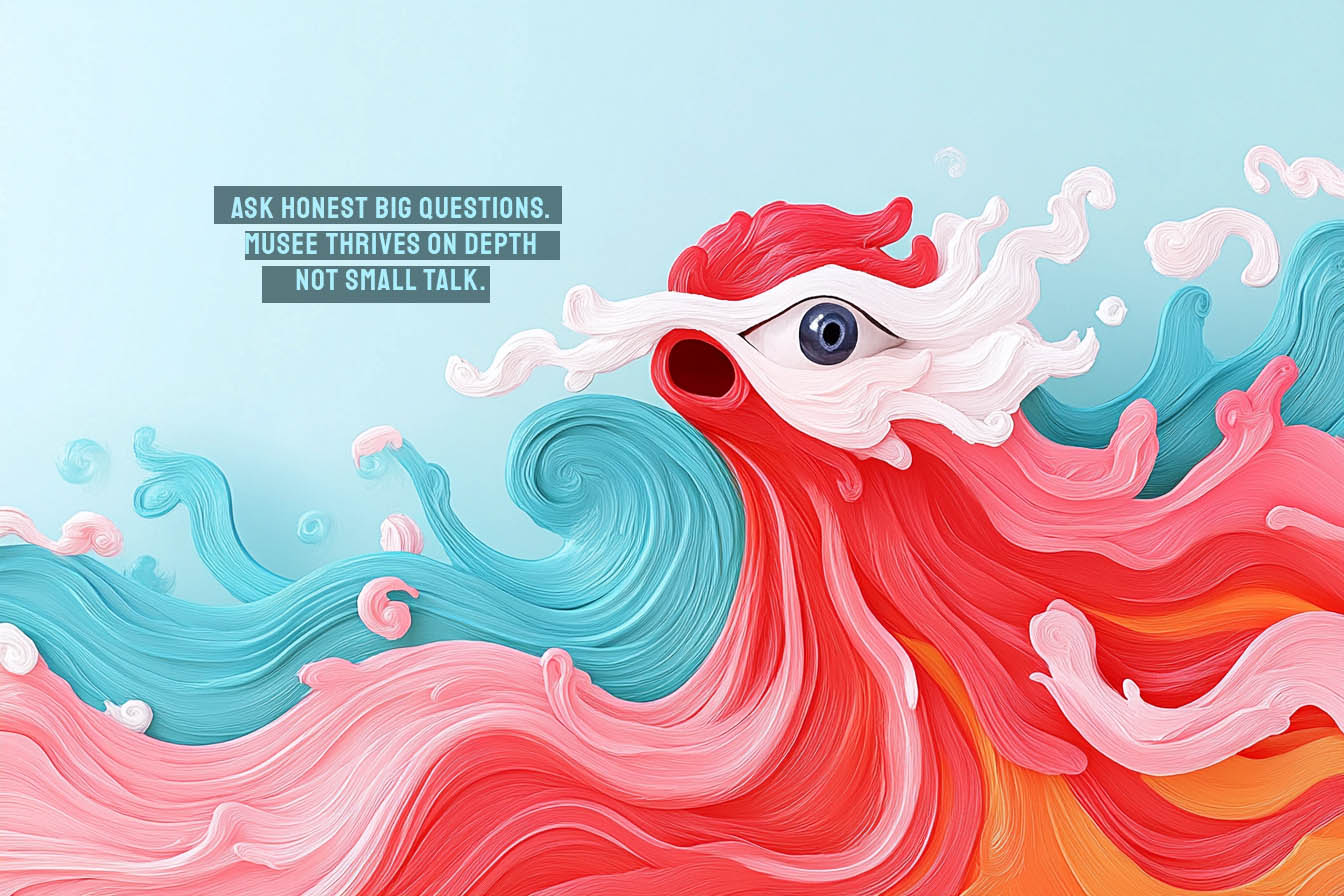 ASK HONEST BIG QUESTIONS.
MUSEE THRIVES ON DEPTH
NOT SMALL TALK.